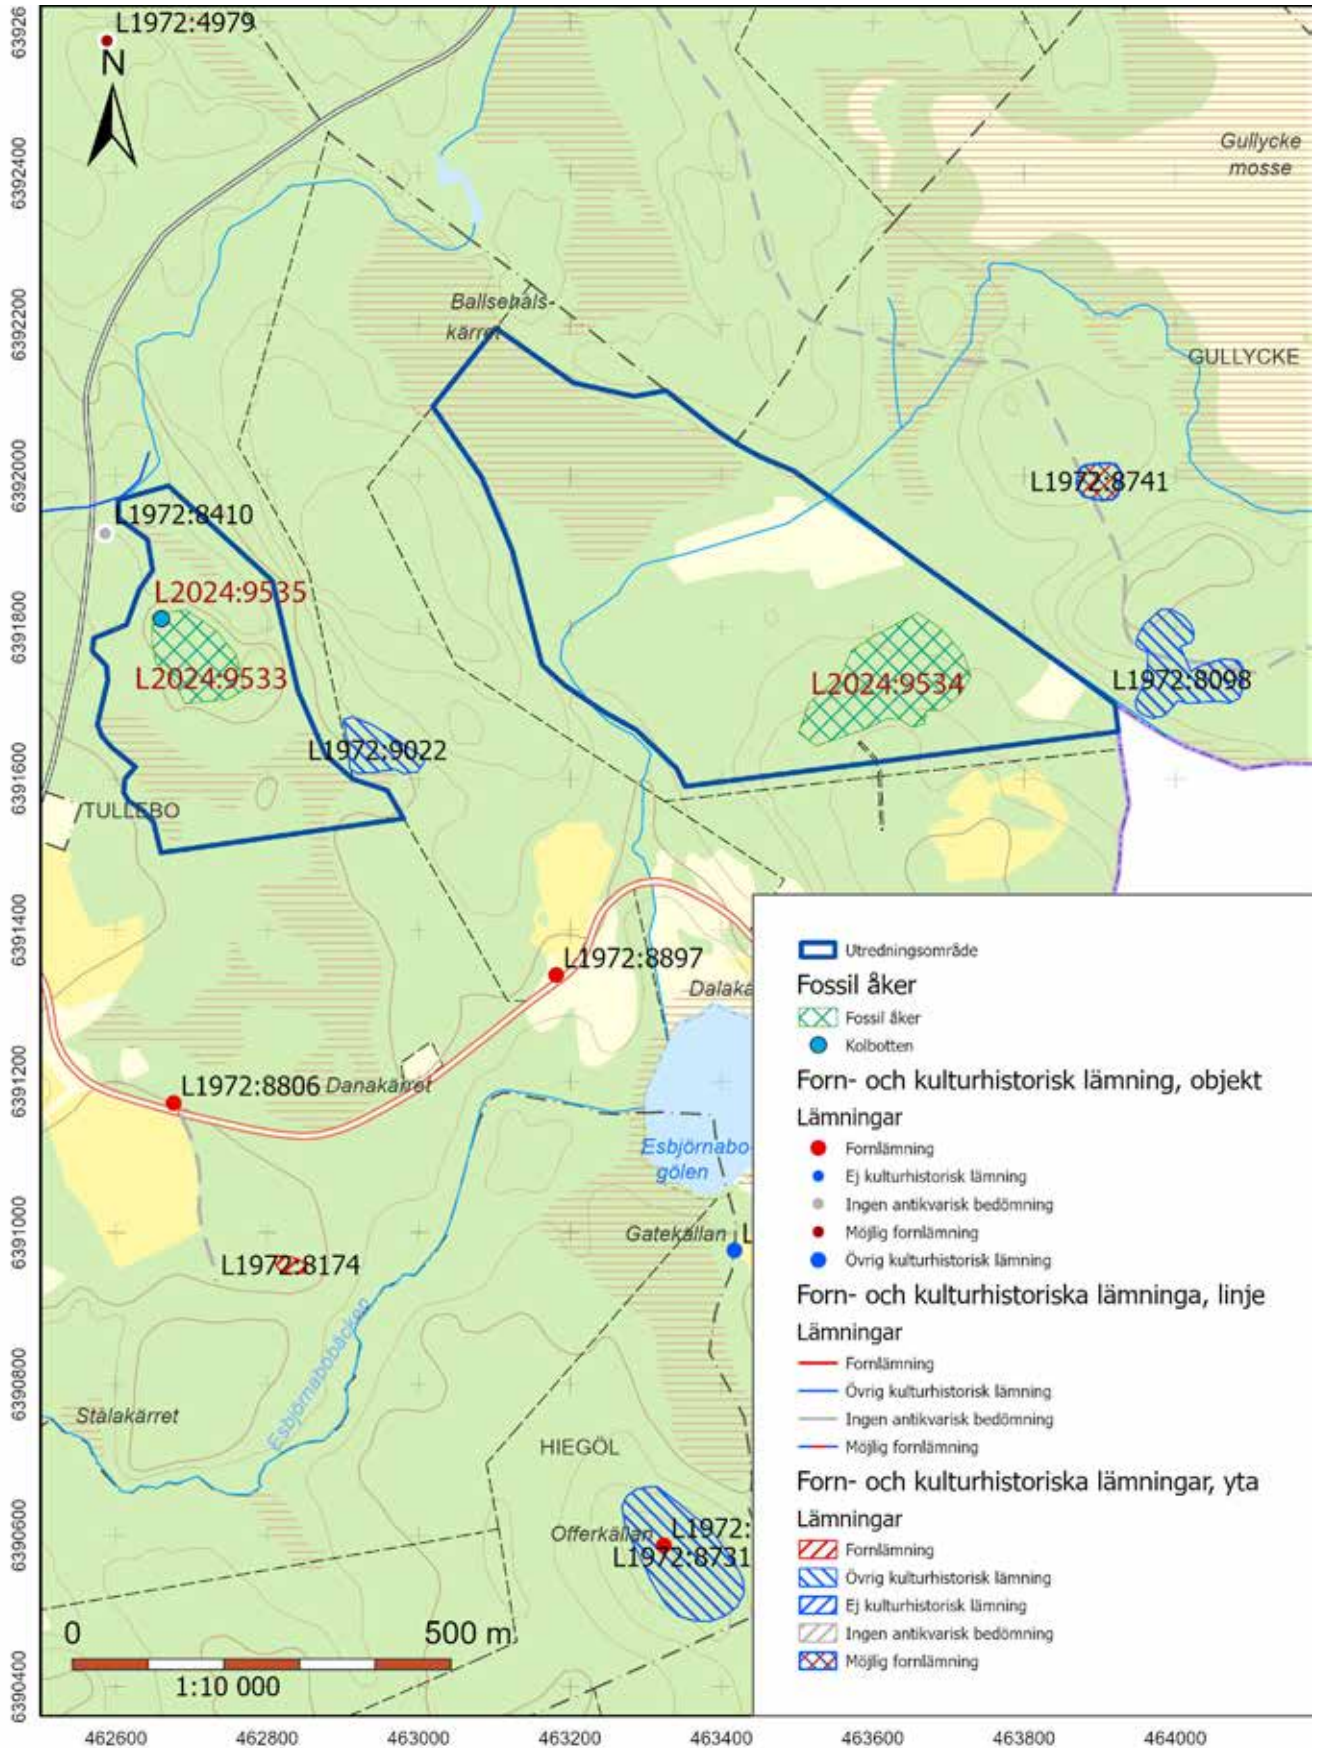 L1972:4979
N
Gullycke
mosse
Ballsehals-
kärret
GULLYCKE
L1972:8741
L1972:8410
L2024:9535
L2024:9533
L2024:9534
L1972:8098
L1972:9022
TULLEBO
L1972:8897
Dalakä
L1972:8806
Danakärret
Esbjörnabo-
gölen
Gatekällan
L
L1972:8174
Esbjörnabobäcken
Stålakärret
HIEGÖL
Offerkällan
L1972:
L1972:8731
0
500 m
1:10 000
63926
6392400
6392200
6392000
6391800
6391600
6391400
6391200
6391000
6390800
6390600
6390400
462600
462800
463000
463200
463400
463600
463800
464000
Utredningsområde
Fossil åker
Fossil åker
Kolbotten
Forn- och kulturhistorisk lämning, objekt
Lämningar
Fornlämning
Ej kulturhistorisk lämning
Ingen antikvarisk bedömning
Möjlig fornlämning
Övrig kulturhistorisk lämning
Forn- och kulturhistoriska lämninga, linje
Lämningar
Fornlämning
Övrig kulturhistorisk lämning
Ingen antikvarisk bedömning
Möjlig fornlämning
Forn- och kulturhistoriska lämningar, yta
Lämningar
Fornlämning
Övrig kulturhistorisk lämning
Ej kulturhistorisk lämning
Ingen antikvarisk bedömning
Möjlig fornlämning